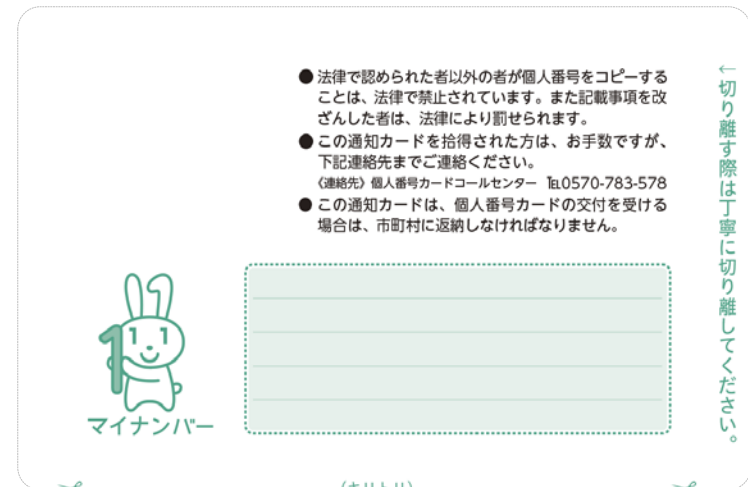 ● 法律で認められた者以外の者が個人番号をコピーする
ことは、法律で禁止されています。また記載事項を改
ざんした者は、法律により罰せられます。
● この通知カードを拾得された方は、お手数ですが、
下記連絡先までご連絡ください。
《連絡先》個人番号カードコールセンター ℡0570-783-578
● この通知カードは、個人番号カードの交付を受ける
場合は、市町村に返納しなければなりません。
←切り離す際は丁寧に切り離してください。
1
マイナンバー
(キリトリ)